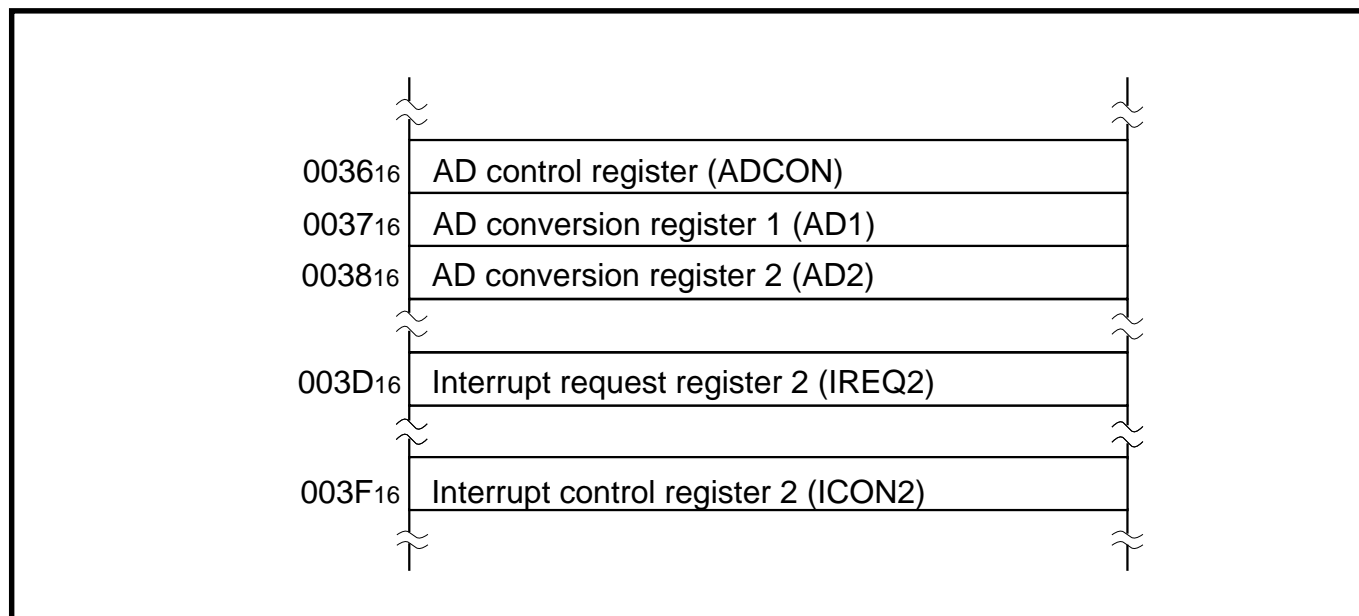 0036₁₆ AD control register (ADCON)
0037₁₆ AD conversion register 1 (AD1)
0038₁₆ AD conversion register 2 (AD2)
003D₁₆ Interrupt request register 2 (IREQ2)
003F₁₆ Interrupt control register 2 (ICON2)